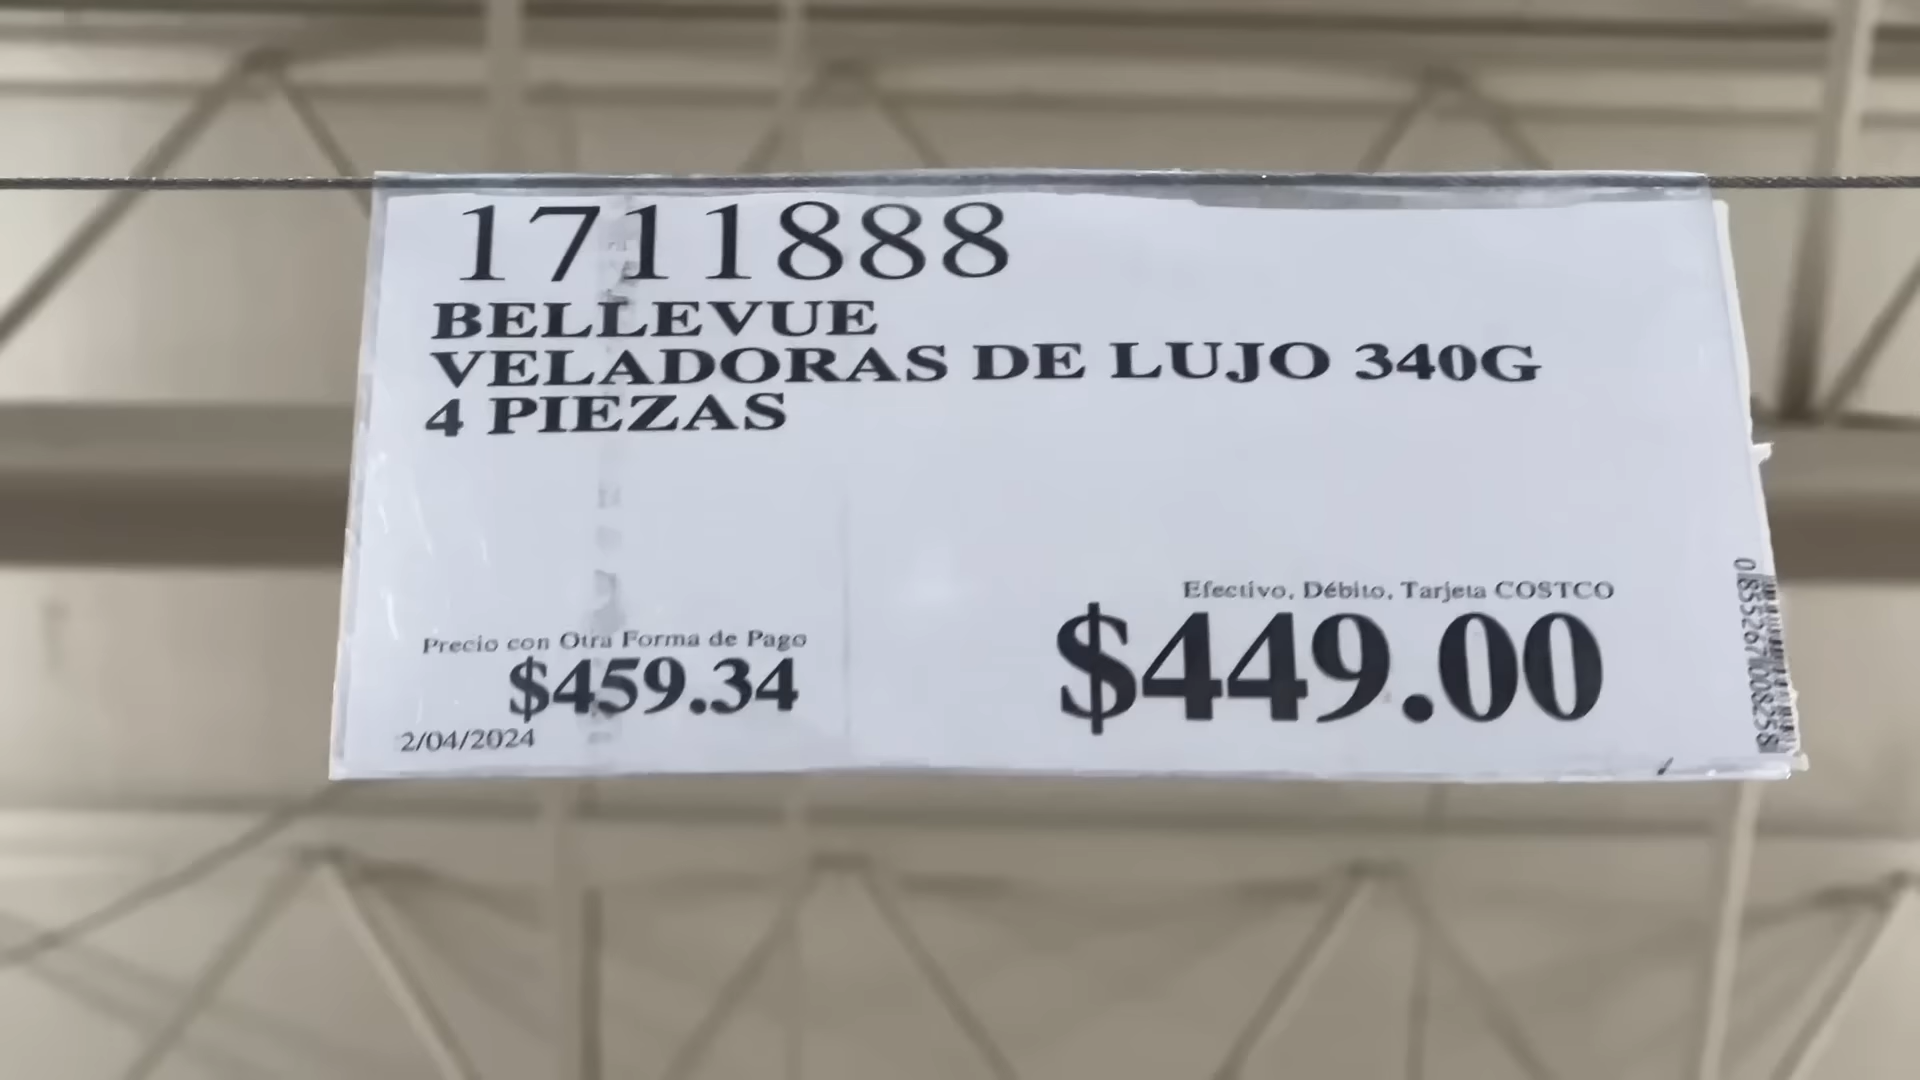 1711888
BELLEVUE
VELADORAS DE LUJO 340G
4 PIEZAS
Efectivo, Débito, Tarjeta COSTCO
$449.00
Precio con Otra Forma de Pago
$459.34
2/04/2024